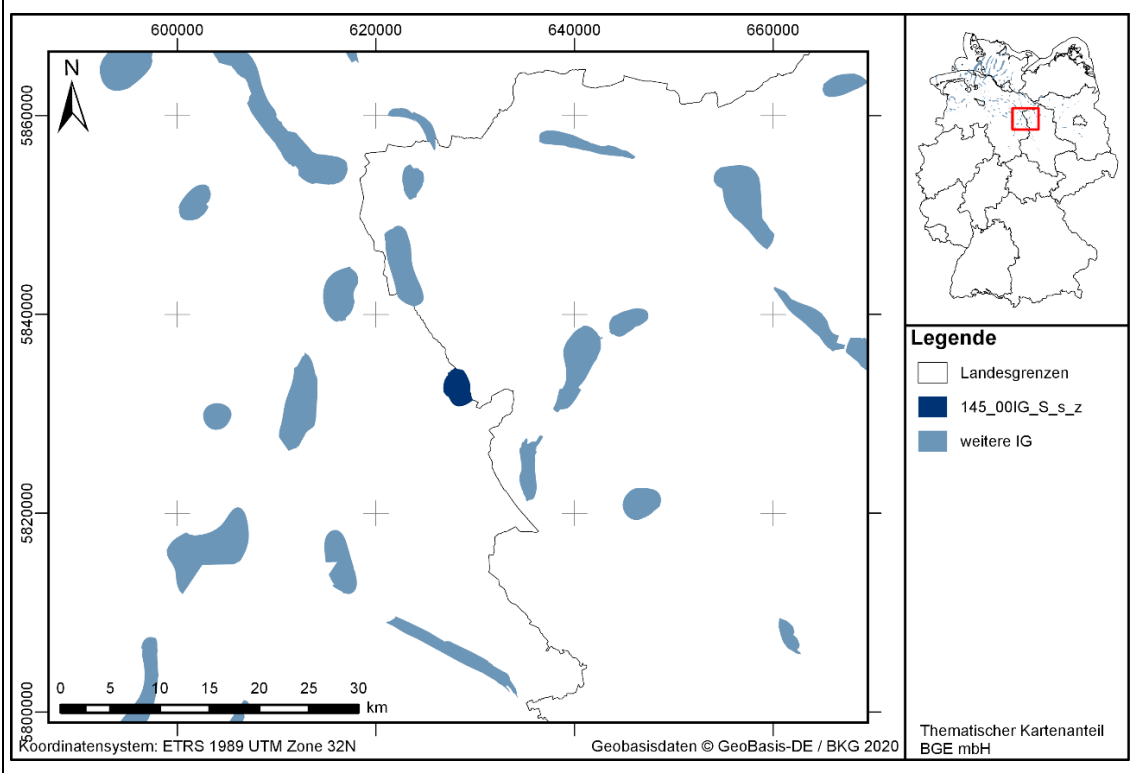 600000 620000 640000 660000
N
5860000
5840000
5820000
5800000
0 5 10 15 20 25 30
km
Koordinatensystem: ETRS 1989 UTM Zone 32N
Geobasisdaten © GeoBasis-DE / BKG 2020
Legende
Landesgrenzen
145_00IG_S_s_z
weitere IG
Thematischer Kartenanteil
BGE mbH